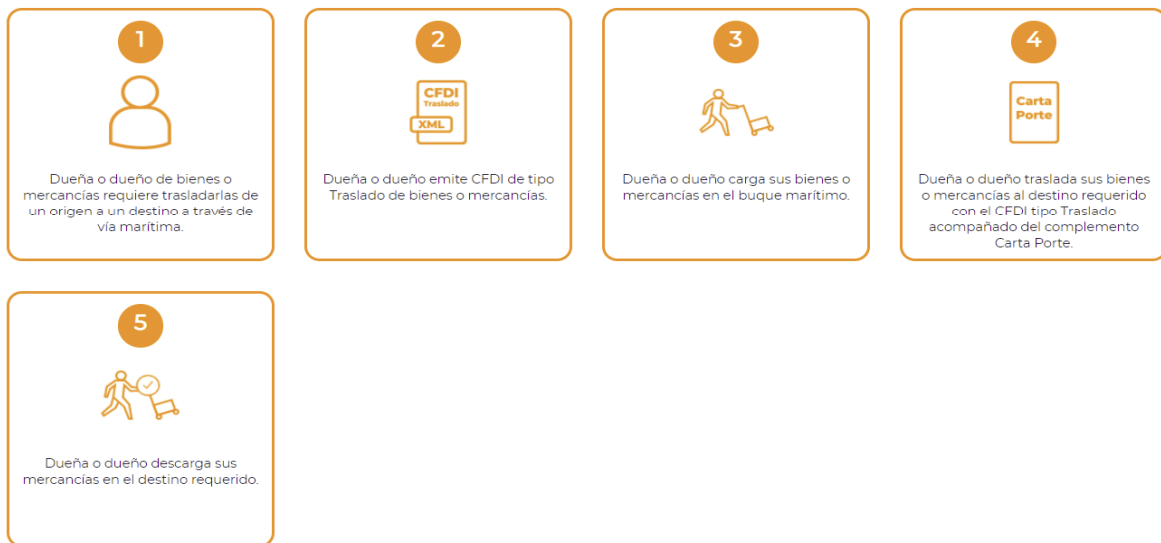 1
Dueña o dueño de bienes o
mercancías requiere trasladarlas de
un origen a un destino a través de
vía marítima.
2
CFDI
Traslado
XML
Dueña o dueño emite CFDI de tipo
Traslado de bienes o mercancías.
3
Dueña o dueño carga sus bienes o
mercancías en el buque marítimo.
4
Carta
Porte
Dueña o dueño traslada sus bienes
o mercancías al destino requerido
con el CFDI tipo Traslado
acompañado del complemento
Carta Porte.
5
Dueña o dueño descarga sus
mercancías en el destino requerido.